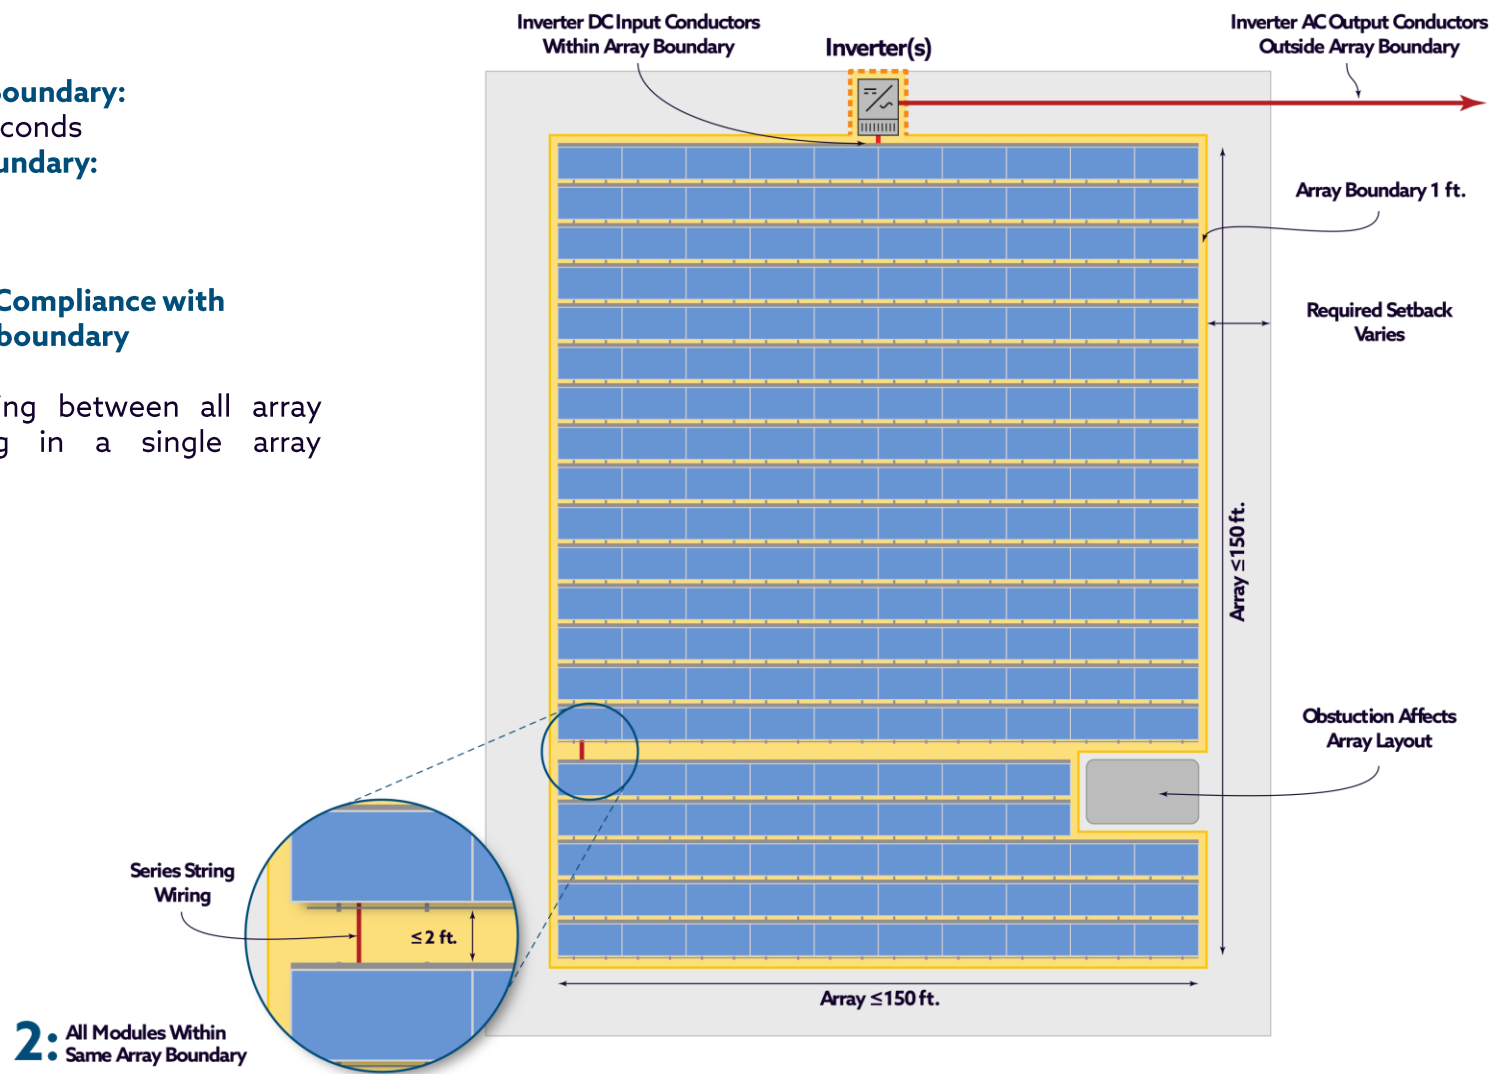 Inverter DC Input Conductors
Within Array Boundary
Inverter(s)
Inverter AC Output Conductors
Outside Array Boundary
Boundary:
conds
undary:
Array Boundary 1 ft.
Compliance with
boundary
Required Setback
Varies
ing between all array
g in a single array
Array ≤150 ft.
Obstuction Affects
Array Layout
Series String
Wiring
≤ 2 ft.
Array ≤150 ft.
2: All Modules Within
Same Array Boundary